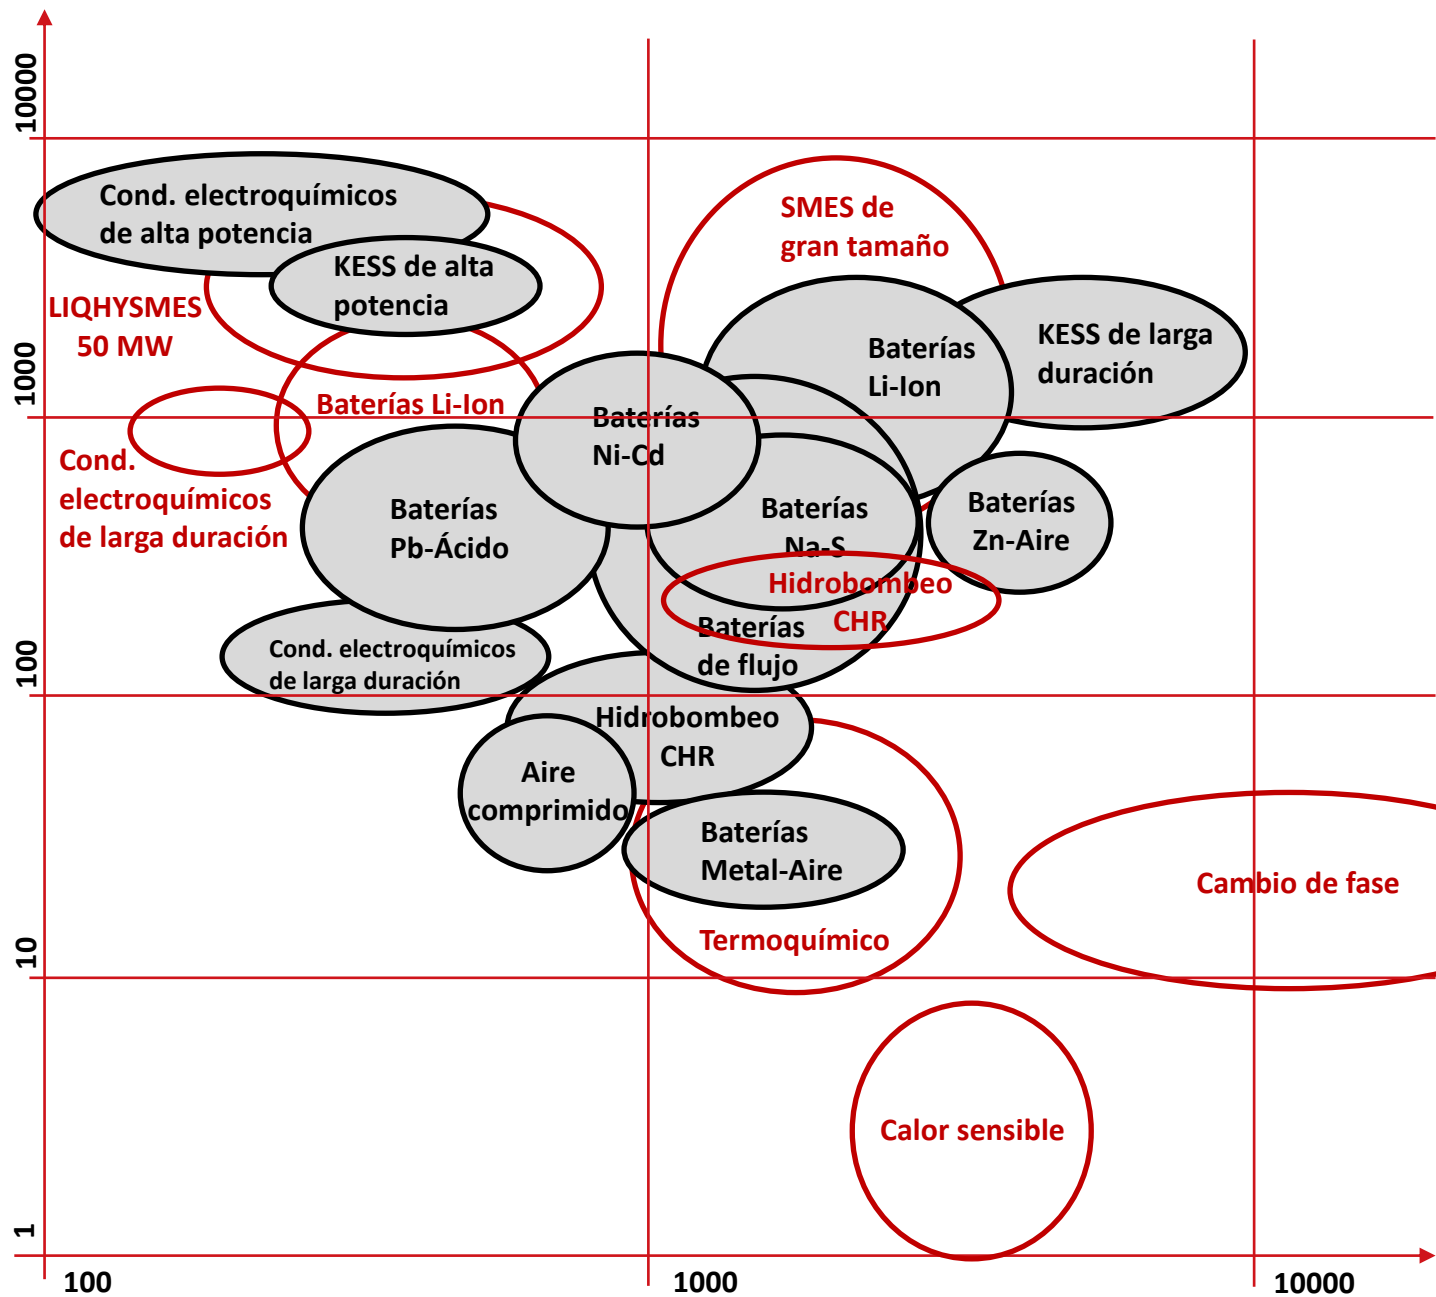 10000
1000
100
10
1
Cond. electroquímicos
de alta potencia
KESS de alta
potencia
LIQHYSMES
50 MW
SMES de
gran tamaño
Baterías
Li-Ion
KESS de larga
duración
Baterías Li-Ion
Baterías
Ni-Cd
Cond.
electroquímicos
de larga duración
Baterías
Pb-Ácido
Baterías
Na-S
Baterías
Zn-Aire
Hidrobombeo
CHR
Baterías
de flujo
Cond. electroquímicos
de larga duración
Hidrobombeo
CHR
Aire
comprimido
Baterías
Metal-Aire
Termoquímico
Cambio de fase
Calor sensible
100
1000
10000